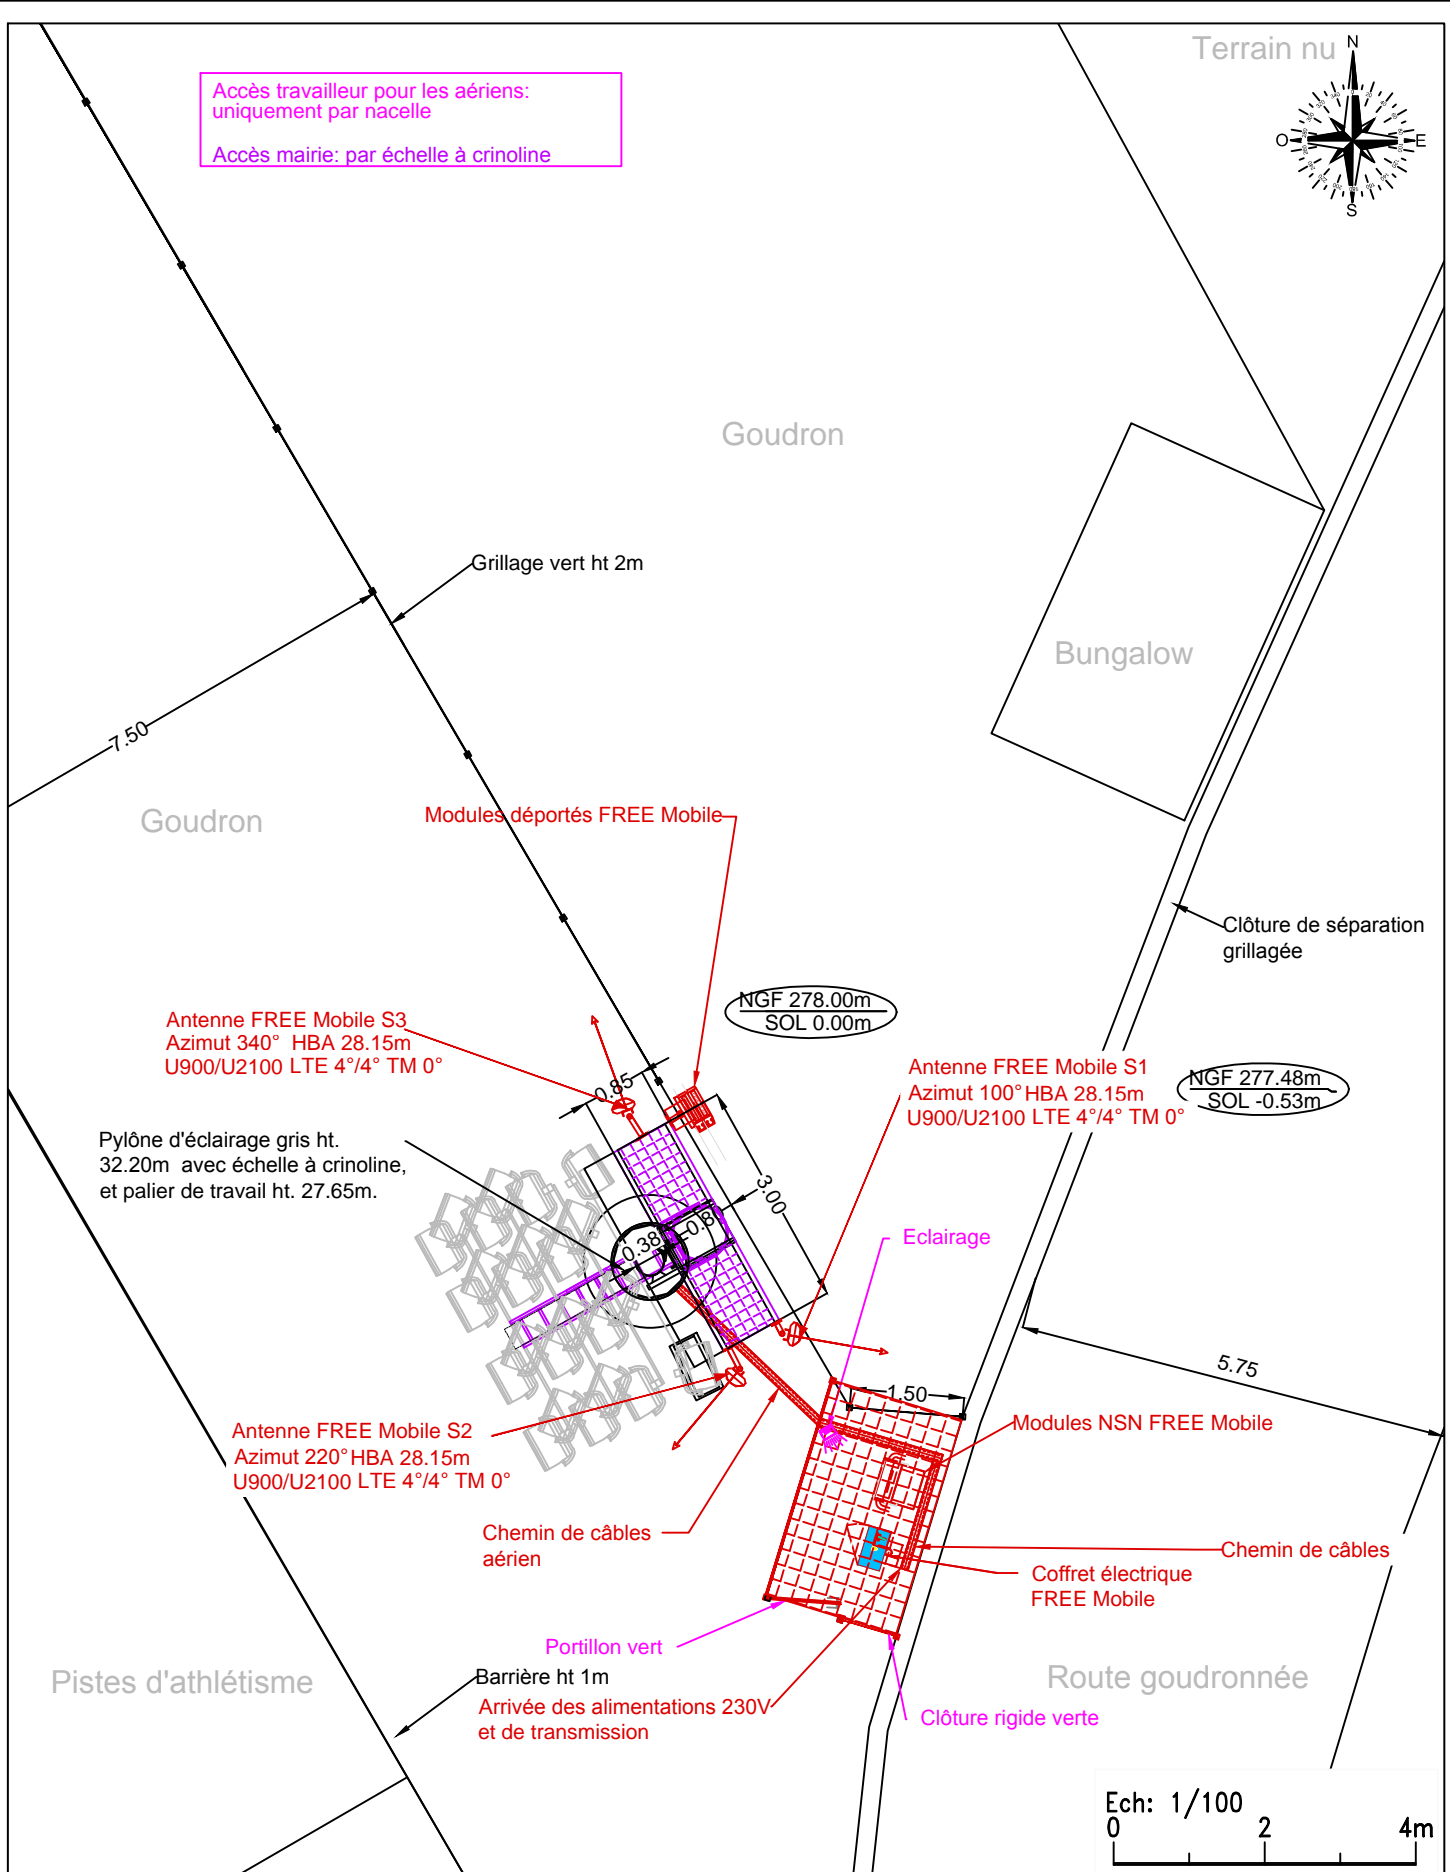 Terrain nu
N
O
E
S
Accès travailleur pour les aériens:
uniquement par nacelle
Accès mairie: par échelle à crinoline
Goudron
Grillage vert ht 2m
Bungalow
7.50
Goudron
Modules déportés FREE Mobile
Clôture de séparation
grillagée
NGF 278.00m
SOL 0.00m
Antenne FREE Mobile S3
Azimut 340° HBA 28.15m
U900/U2100 LTE 4°/4° TM 0°
Antenne FREE Mobile S1
Azimut 100° HBA 28.15m
U900/U2100 LTE 4°/4° TM 0°
NGF 277.48m
SOL -0.53m
0.85
Pylône d'éclairage gris ht.
32.20m avec échelle à crinoline,
et palier de travail ht. 27.65m.
3.00
0.38
Eclairage
5.75
1.50
Modules NSN FREE Mobile
Antenne FREE Mobile S2
Azimut 220° HBA 28.15m
U900/U2100 LTE 4°/4° TM 0°
Chemin de câbles
aérien
Chemin de câbles
Coffret électrique
FREE Mobile
Portillon vert
Barrière ht 1m
Pistes d'athlétisme
Route goudronnée
Arrivée des alimentations 230V
et de transmission
Clôture rigide verte
Ech: 1/100
0 2 4m